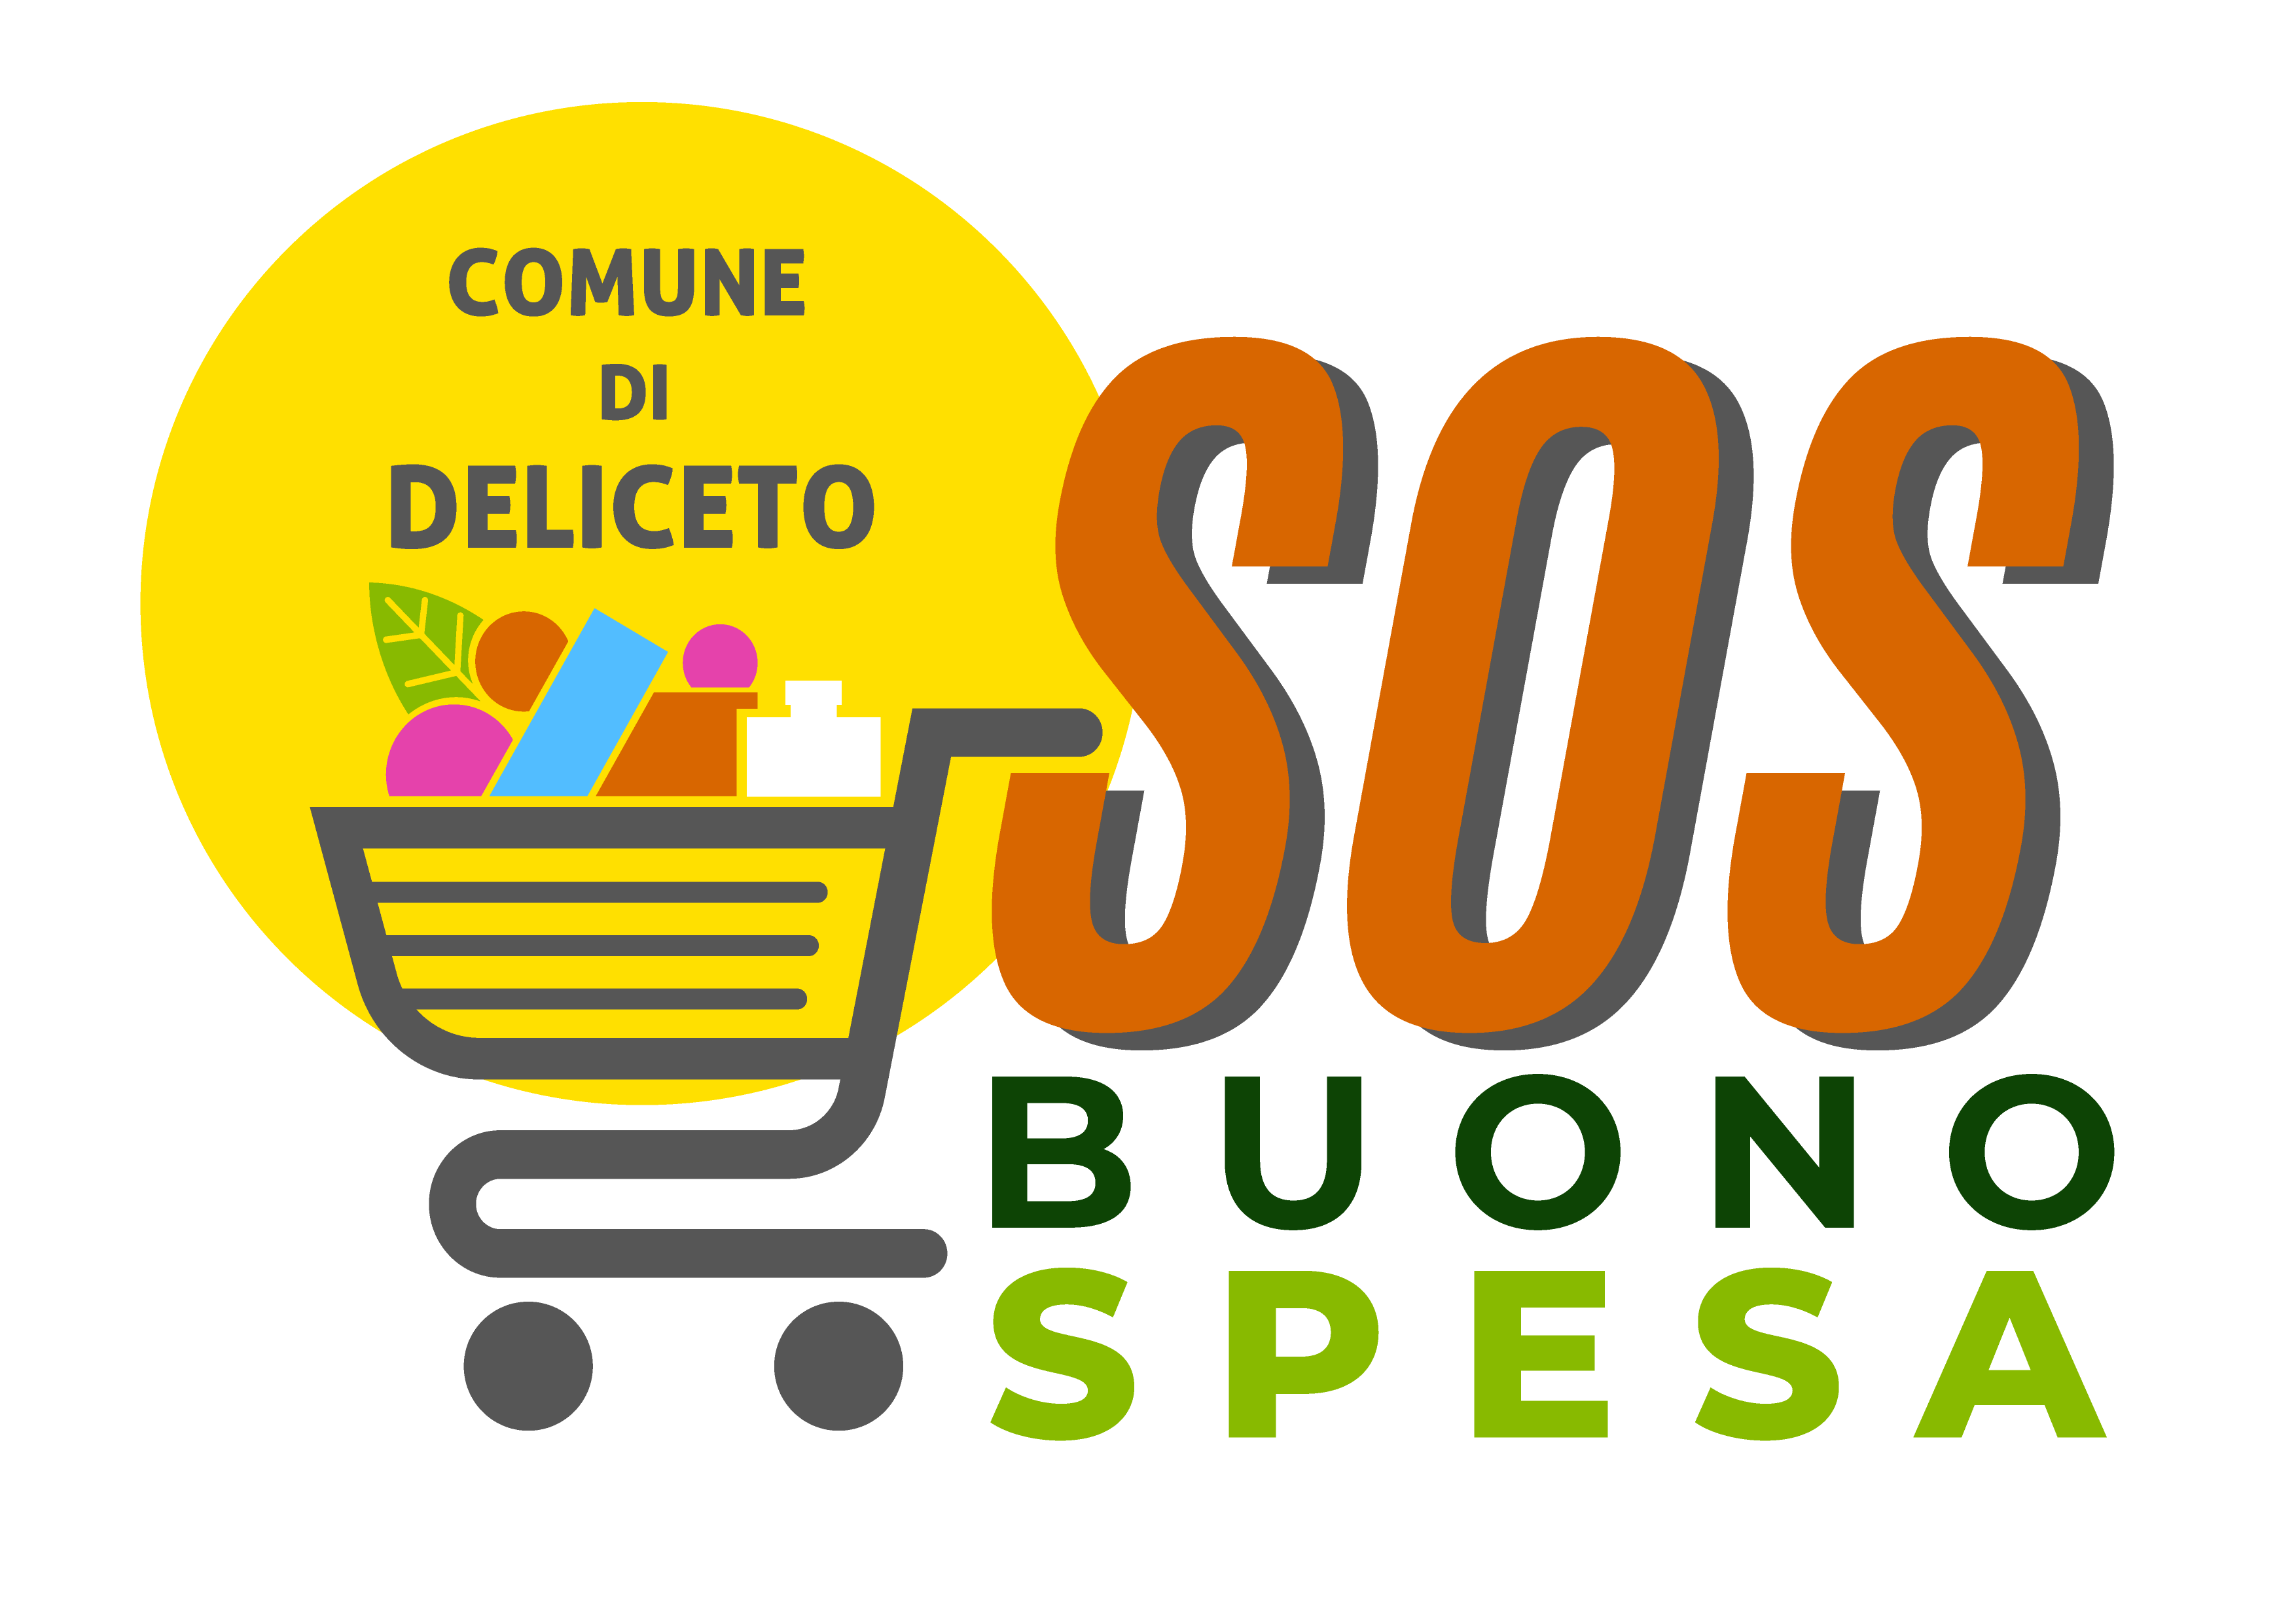 COMUNE
DI
DELICETO
SOS
BUONO
SPESA